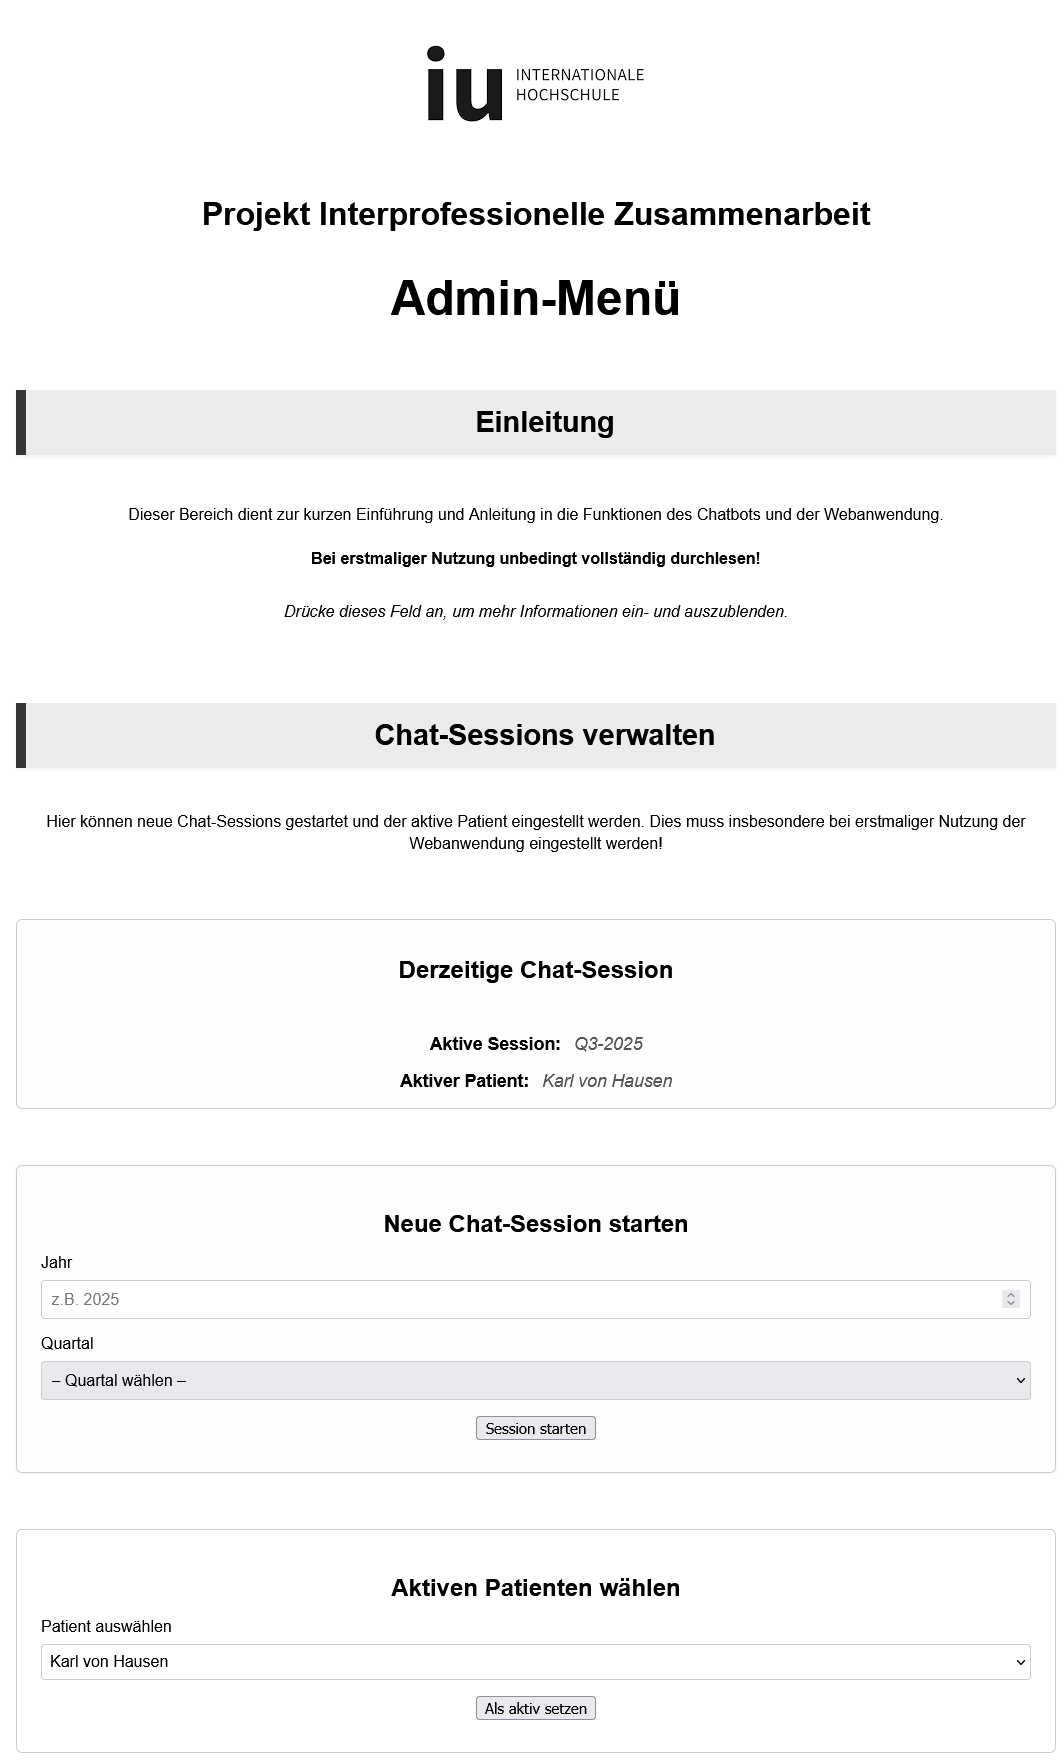 iu INTERNATIONALE
HOCHSCHULE
Projekt Interprofessionelle Zusammenarbeit
Admin-Menü
Einleitung
Dieser Bereich dient zur kurzen Einführung und Anleitung in die Funktionen des Chatbots und der Webanwendung.
Bei erstmaliger Nutzung unbedingt vollständig durchlesen!
Drücke dieses Feld an, um mehr Informationen ein- und auszublenden.
Chat-Sessions verwalten
Hier können neue Chat-Sessions gestartet und der aktive Patient eingestellt werden. Dies muss insbesondere bei erstmaliger Nutzung der
Webanwendung eingestellt werden!
Derzeitige Chat-Session
Aktive Session: Q3-2025
Aktiver Patient: Karl von Hausen
Neue Chat-Session starten
Jahr
z.B. 2025
Quartal
– Quartal wählen –
Session starten
Aktiven Patienten wählen
Patient auswählen
Karl von Hausen
Als aktiv setzen